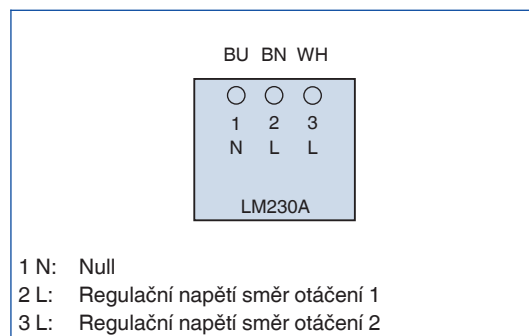 BU BN WH
1 2 3
N L L
LM230A
1 N: Null
2 L: Regulační napětí směr otáčení 1
3 L: Regulační napětí směr otáčení 2